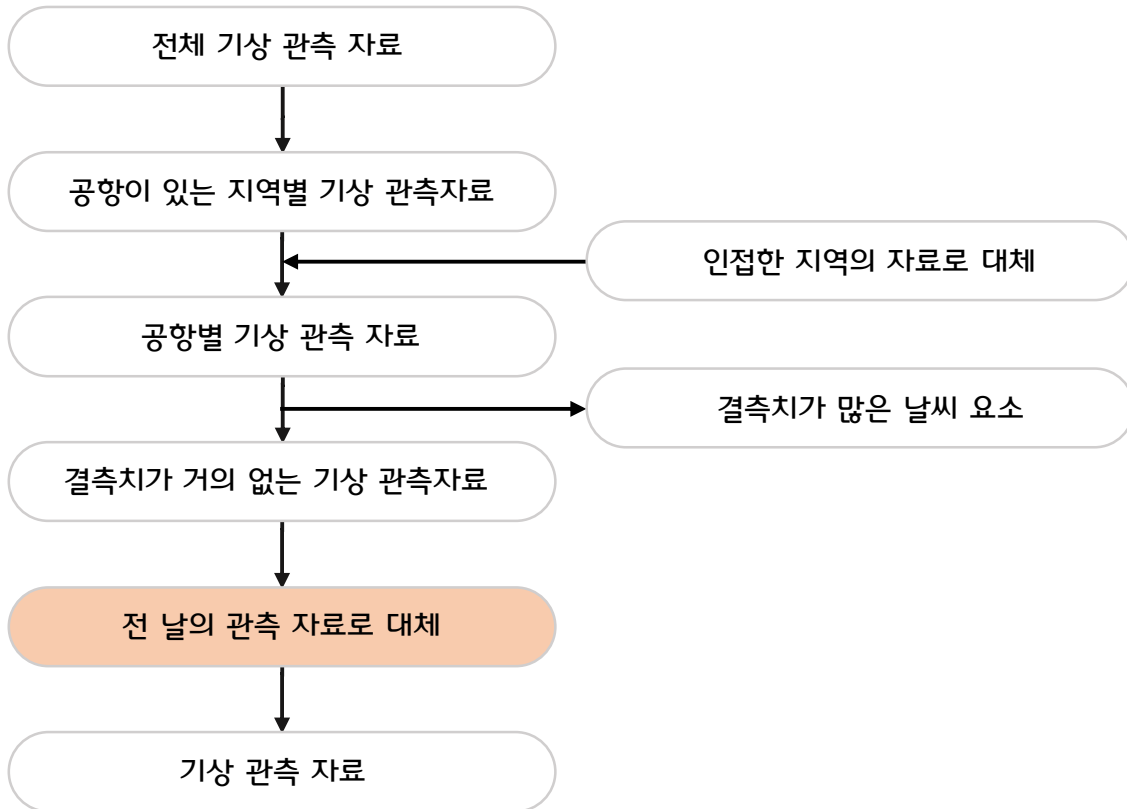 전체 기상 관측 자료
공항이 있는 지역별 기상 관측자료
인접한 지역의 자료로 대체
공항별 기상 관측 자료
결측치가 많은 날씨 요소
결측치가 거의 없는 기상 관측자료
전 날의 관측 자료로 대체
기상 관측 자료